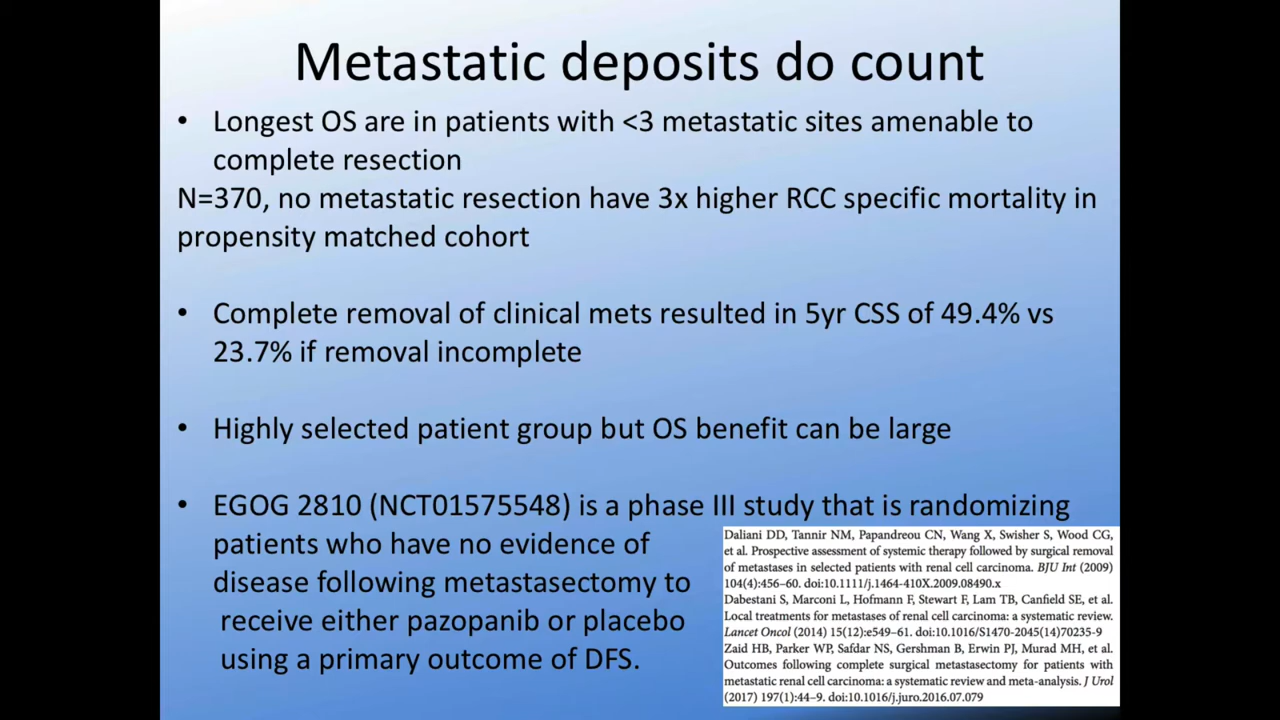 Metastatic deposits do count
• Longest OS are in patients with <3 metastatic sites amenable to
complete resection
N=370, no metastatic resection have 3x higher RCC specific mortality in
propensity matched cohort
• Complete removal of clinical mets resulted in 5yr CSS of 49.4% vs
23.7% if removal incomplete
• Highly selected patient group but OS benefit can be large
• EGOG 2810 (NCT01575548) is a phase III study that is randomizing
patients who have no evidence of
disease following metastasectomy to
receive either pazopanib or placebo
using a primary outcome of DFS.
Daliani DD, Tannir NM, Papandreou CN, Wang X, Swisher S, Wood CG,
et al. Prospective assessment of systemic therapy followed by surgical removal
of metastases in selected patients with renal cell carcinoma. BJU Int (2009)
104(4):456–60. doi:10.1111/j.1464-410X.2009.08490.x
Dabestani S, Marconi L, Hofmann F, Stewart F, Lam TB, Canfield SE, et al.
Local treatments for metastases of renal cell carcinoma: a systematic review.
Lancet Oncol (2014) 15(12):e549–61. doi:10.1016/S1470-2045(14)70235-9
Zaid HB, Parker WP, Safdar NS, Gershman B, Erwin PJ, Murad MH, et al.
Outcomes following complete surgical metastasectomy for patients with
metastatic renal cell carcinoma: a systematic review and meta-analysis. J Urol
(2017) 197(1):44–9. doi:10.1016/j.juro.2016.07.079